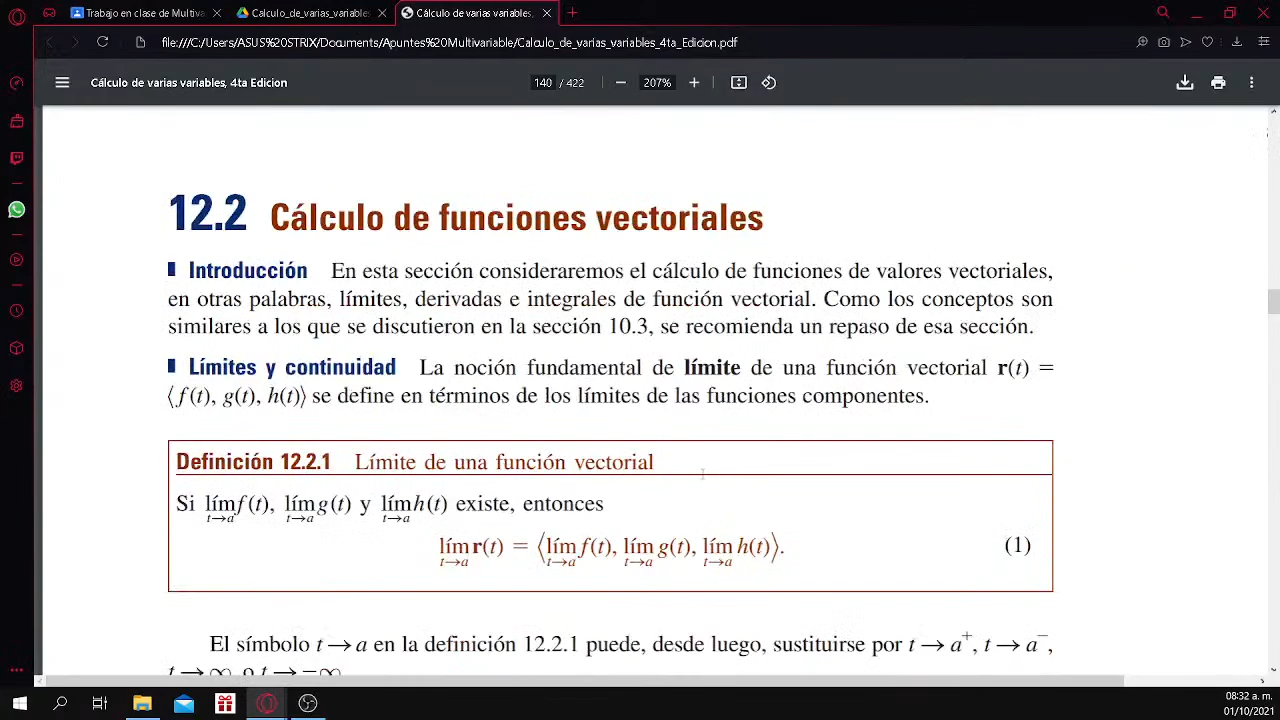 Trabajo en clase de Multiva
Calculo_de_varias_variables
Cálculo de varias variables,
file:///C:/Users/ASUS%20STRIX/Documents/Apuntes%20Multivariable/Calculo_de_varias_variables_4ta_Edicion.pdf
Cálculo de varias variables, 4ta Edicion
140 / 422
207%
12.2 Cálculo de funciones vectoriales
Introducción En esta sección consideraremos el cálculo de funciones de valores vectoriales,
en otras palabras, límites, derivadas e integrales de función vectorial. Como los conceptos son
similares a los que se discutieron en la sección 10.3, se recomienda un repaso de esa sección.
Límites y continuidad La noción fundamental de límite de una función vectorial r(t) =
⟨f(t), g(t), h(t)⟩ se define en términos de los límites de las funciones componentes.
Definición 12.2.1 Límite de una función vectorial
Si lím t→a f(t), lím t→a g(t) y lím t→a h(t) existe, entonces
lím t→a r(t) = ⟨lím t→a f(t), lím t→a g(t), lím t→a h(t)⟩. (1)
El símbolo t → a en la definición 12.2.1 puede, desde luego, sustituirse por t → a⁺, t → a⁻,
t → ∞, o t → −∞
08:32 a. m.
01/10/2021